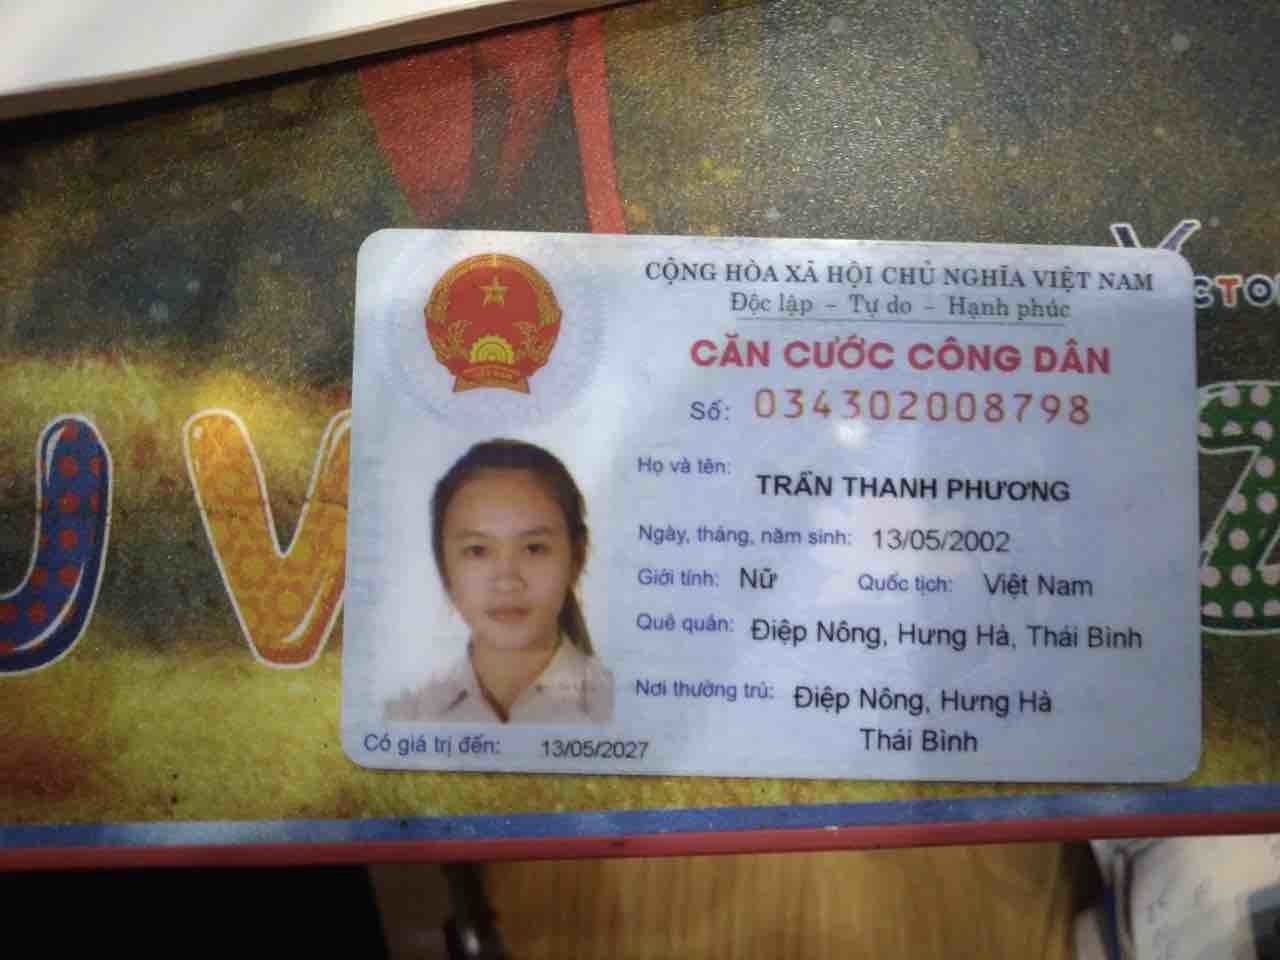 CỘNG HÒA XÃ HỘI CHỦ NGHĨA VIỆT NAM
Độc lập – Tự do – Hạnh phúc
CĂN CƯỚC CÔNG DÂN
Số: 034302008798
Họ và tên:
TRẦN THANH PHƯƠNG
Ngày, tháng, năm sinh: 13/05/2002
Giới tính: Nữ Quốc tịch: Việt Nam
Quê quán: Điệp Nông, Hưng Hà, Thái Bình
Nơi thường trú: Điệp Nông, Hưng Hà
Thái Bình
Có giá trị đến: 13/05/2027
VIỆT NAM
U V Z